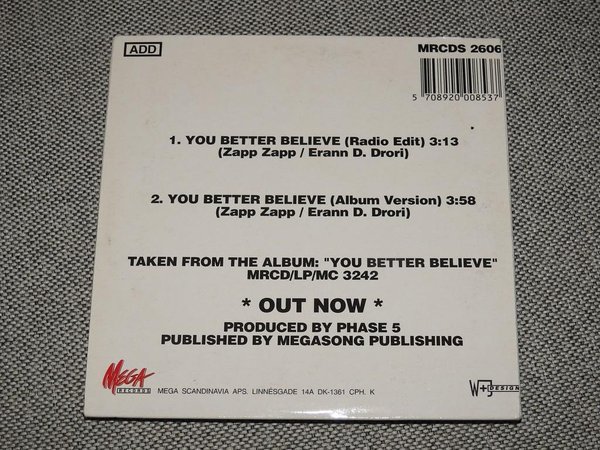 ADD
MRCDS 2606
5 708920 008537
1. YOU BETTER BELIEVE (Radio Edit) 3:13
(Zapp Zapp / Erann D. Drori)
2. YOU BETTER BELIEVE (Album Version) 3:58
(Zapp Zapp / Erann D. Drori)
TAKEN FROM THE ALBUM: "YOU BETTER BELIEVE"
MRCD/LP/MC 3242
* OUT NOW *
PRODUCED BY PHASE 5
PUBLISHED BY MEGASONG PUBLISHING
MEGA
RECORDS
MEGA SCANDINAVIA APS. LINNÉSGADE 14A DK-1361 CPH. K
W+J DESIGN